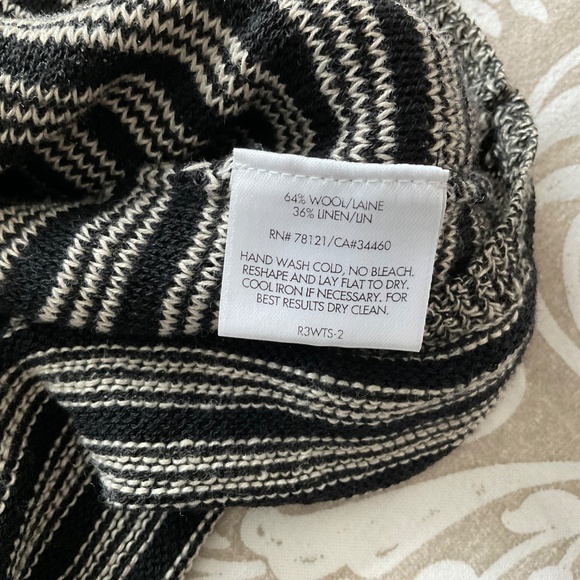 64% WOOL/LAINE
36% LINEN/LIN
RN# 78121/CA#34460
HAND WASH COLD, NO BLEACH.
RESHAPE AND LAY FLAT TO DRY.
COOL IRON IF NECESSARY. FOR
BEST RESULTS DRY CLEAN.
R3WTS-2